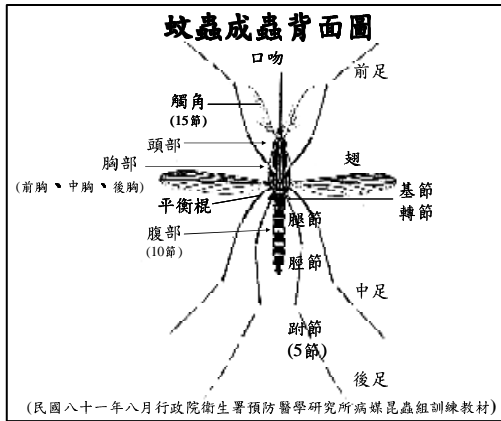 蚊蟲成蟲背面圖
口吻
前足
觸角
(15節)
頭部
胸部
翅
(前胸、中胸、後胸)
基節
平衡棍
轉節
腹部
腿節
(10節)
脛節
中足
跗節
(5節)
後足
(民國八十一年八月行政院衛生署預防醫學研究所病媒昆蟲組訓練教材)